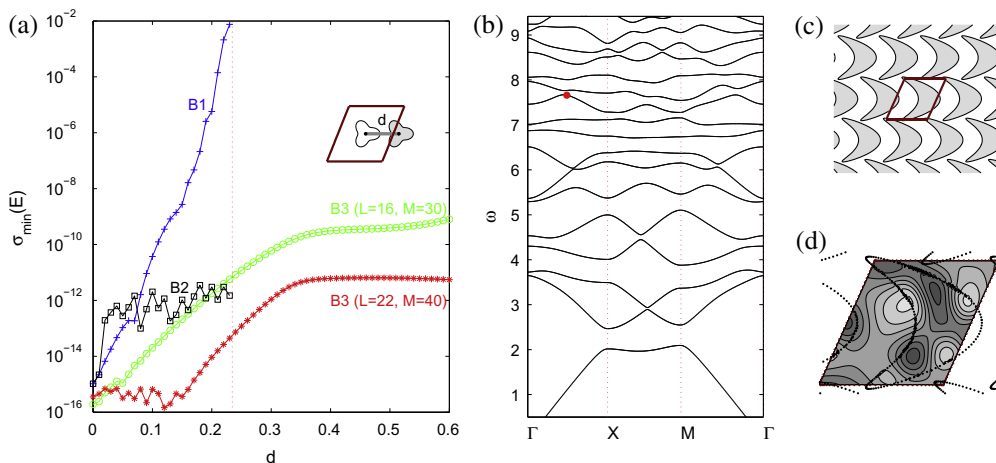 (a)
10⁻²
10⁻⁴
10⁻⁶
10⁻⁸
10⁻¹⁰
10⁻¹²
10⁻¹⁴
10⁻¹⁶
σmin(E)
B1
d
B3 (L=16, M=30)
B2
B3 (L=22, M=40)
0
0.1
0.2
0.3
0.4
0.5
0.6
d
(b)
9
8
7
6
5
4
3
2
1
ω
Γ
X
M
Γ
(c)
(d)